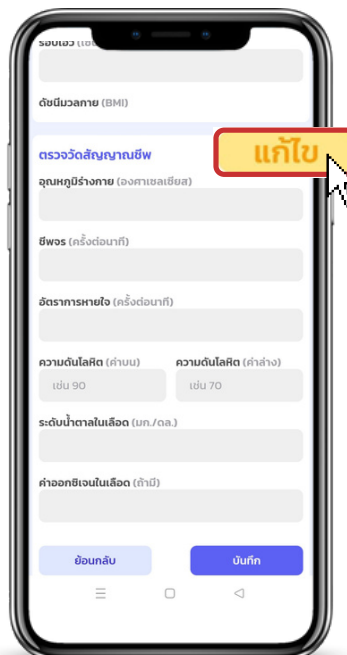 รอบเอว
ดัชนีมวลกาย (BMI)
ตรวจวัดสัญญาณชีพ
แก้ไข
อุณหภูมิร่างกาย (องศาเซลเซียส)
ชีพจร (ครั้งต่อนาที)
อัตราการหายใจ (ครั้งต่อนาที)
ความดันโลหิต (ค่าบน) ความดันโลหิต (ค่าล่าง)
เช่น 90 เช่น 70
ระดับน้ำตาลในเลือด (มก./ดล.)
ค่าออกซิเจนในเลือด (ถ้ามี)
ย้อนกลับ บันทึก